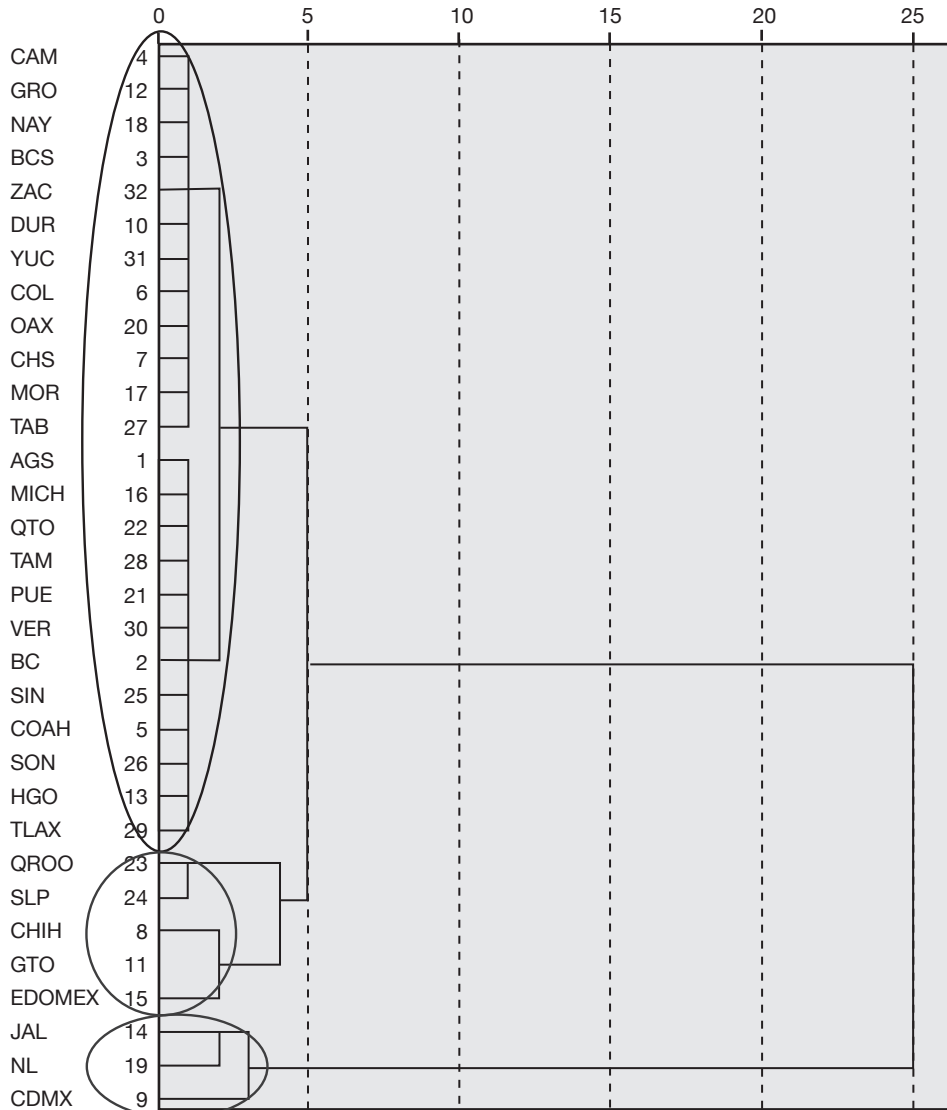 0 5 10 15 20 25
CAM 4
GRO 12
NAY 18
BCS 3
ZAC 32
DUR 10
YUC 31
COL 6
OAX 20
CHS 7
MOR 17
TAB 27
AGS 1
MICH 16
QTO 22
TAM 28
PUE 21
VER 30
BC 2
SIN 25
COAH 5
SON 26
HGO 13
TLAX 29
QROO 23
SLP 24
CHIH 8
GTO 11
EDOMEX 15
JAL 14
NL 19
CDMX 9